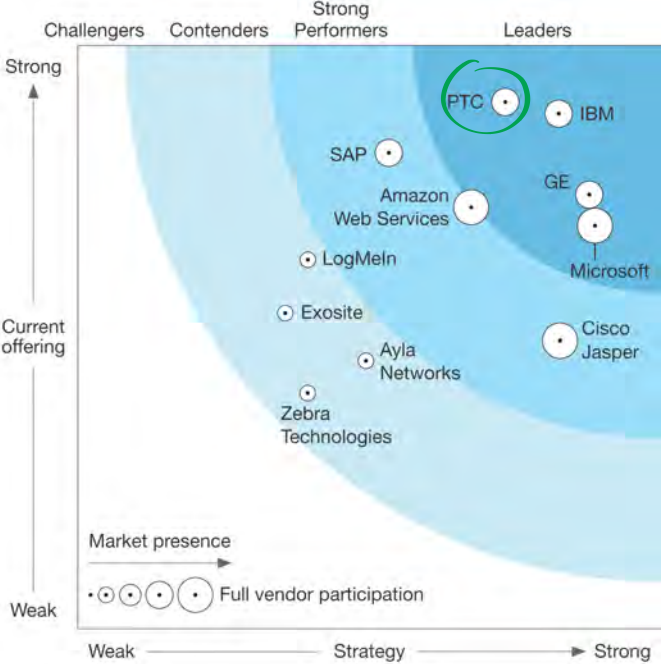 Challengers
Contenders
Strong
Performers
Leaders
Strong
PTC
IBM
SAP
GE
Amazon
Web Services
Microsoft
LogMeIn
Exosite
Current
offering
Cisco
Jasper
Ayla
Networks
Zebra
Technologies
Market presence
Full vendor participation
Weak
Weak
Strategy
Strong